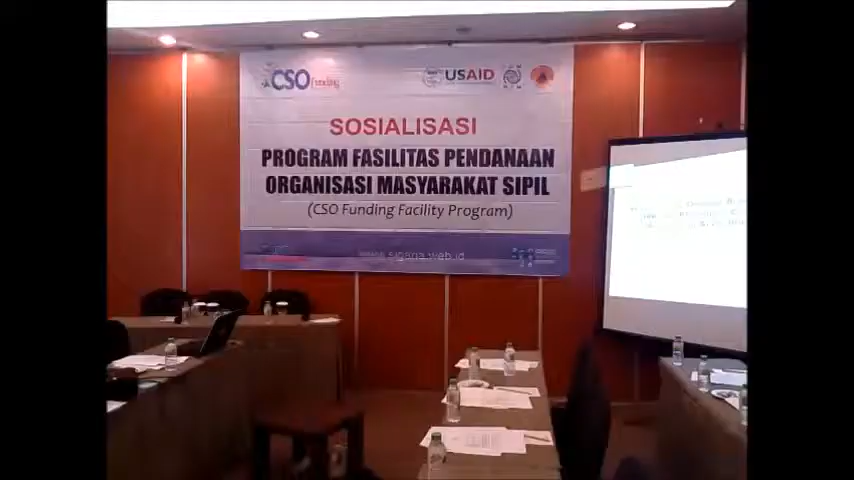 CSO Funding
USAID
SOSIALISASI
PROGRAM FASILITAS PENDANAAN
ORGANISASI MASYARAKAT SIPIL
(CSO Funding Facility Program)